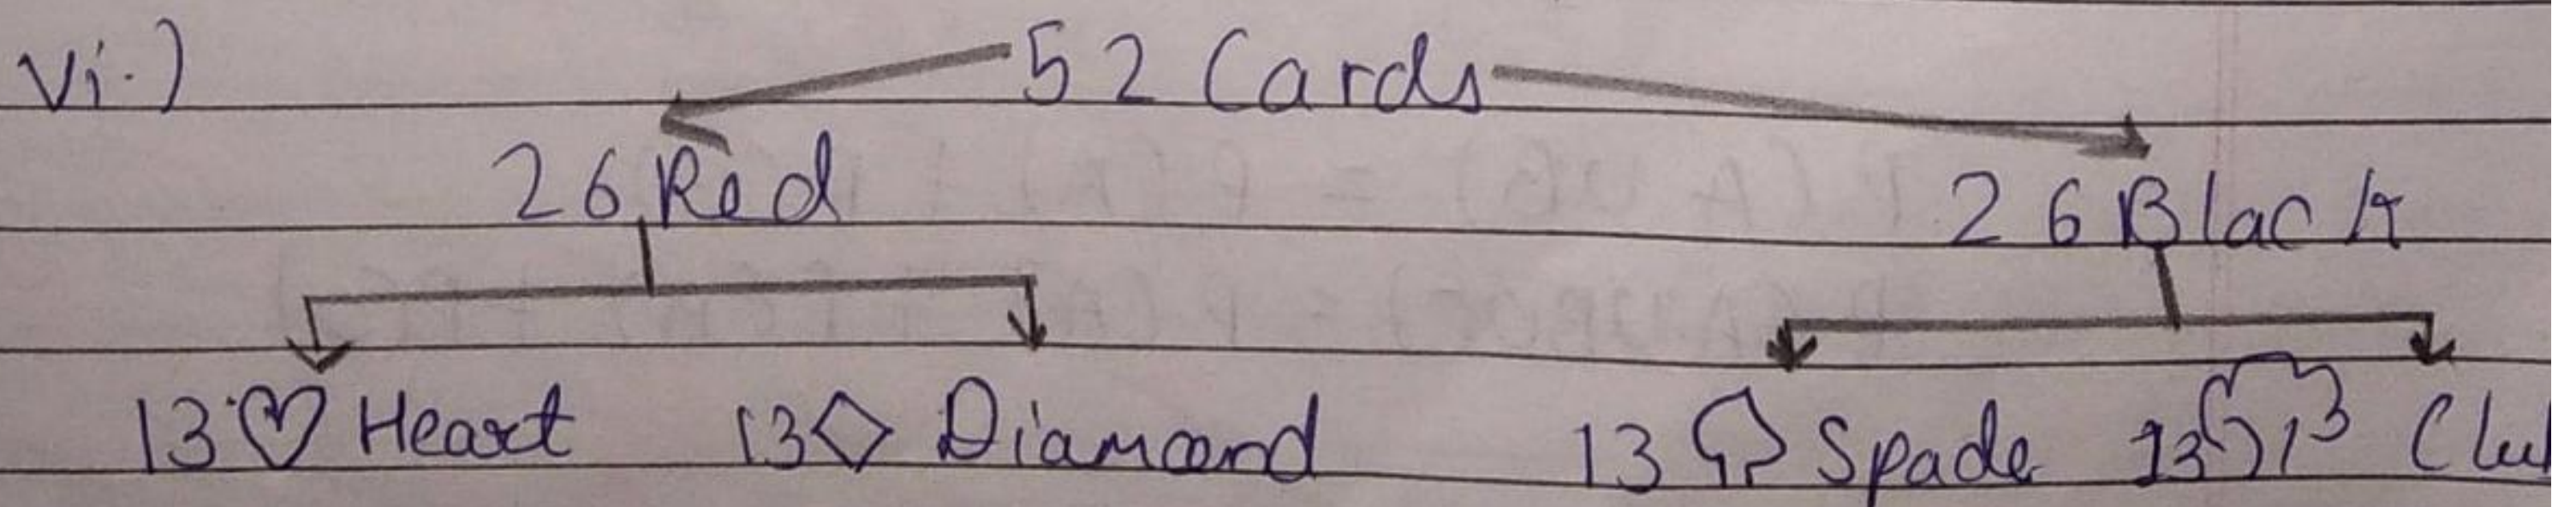 vi.) 52 Cards
26 Red 26 Black
13 ♡ Heart 13 ◇ Diamond 13 ♤ Spade 13 ♧ Clu